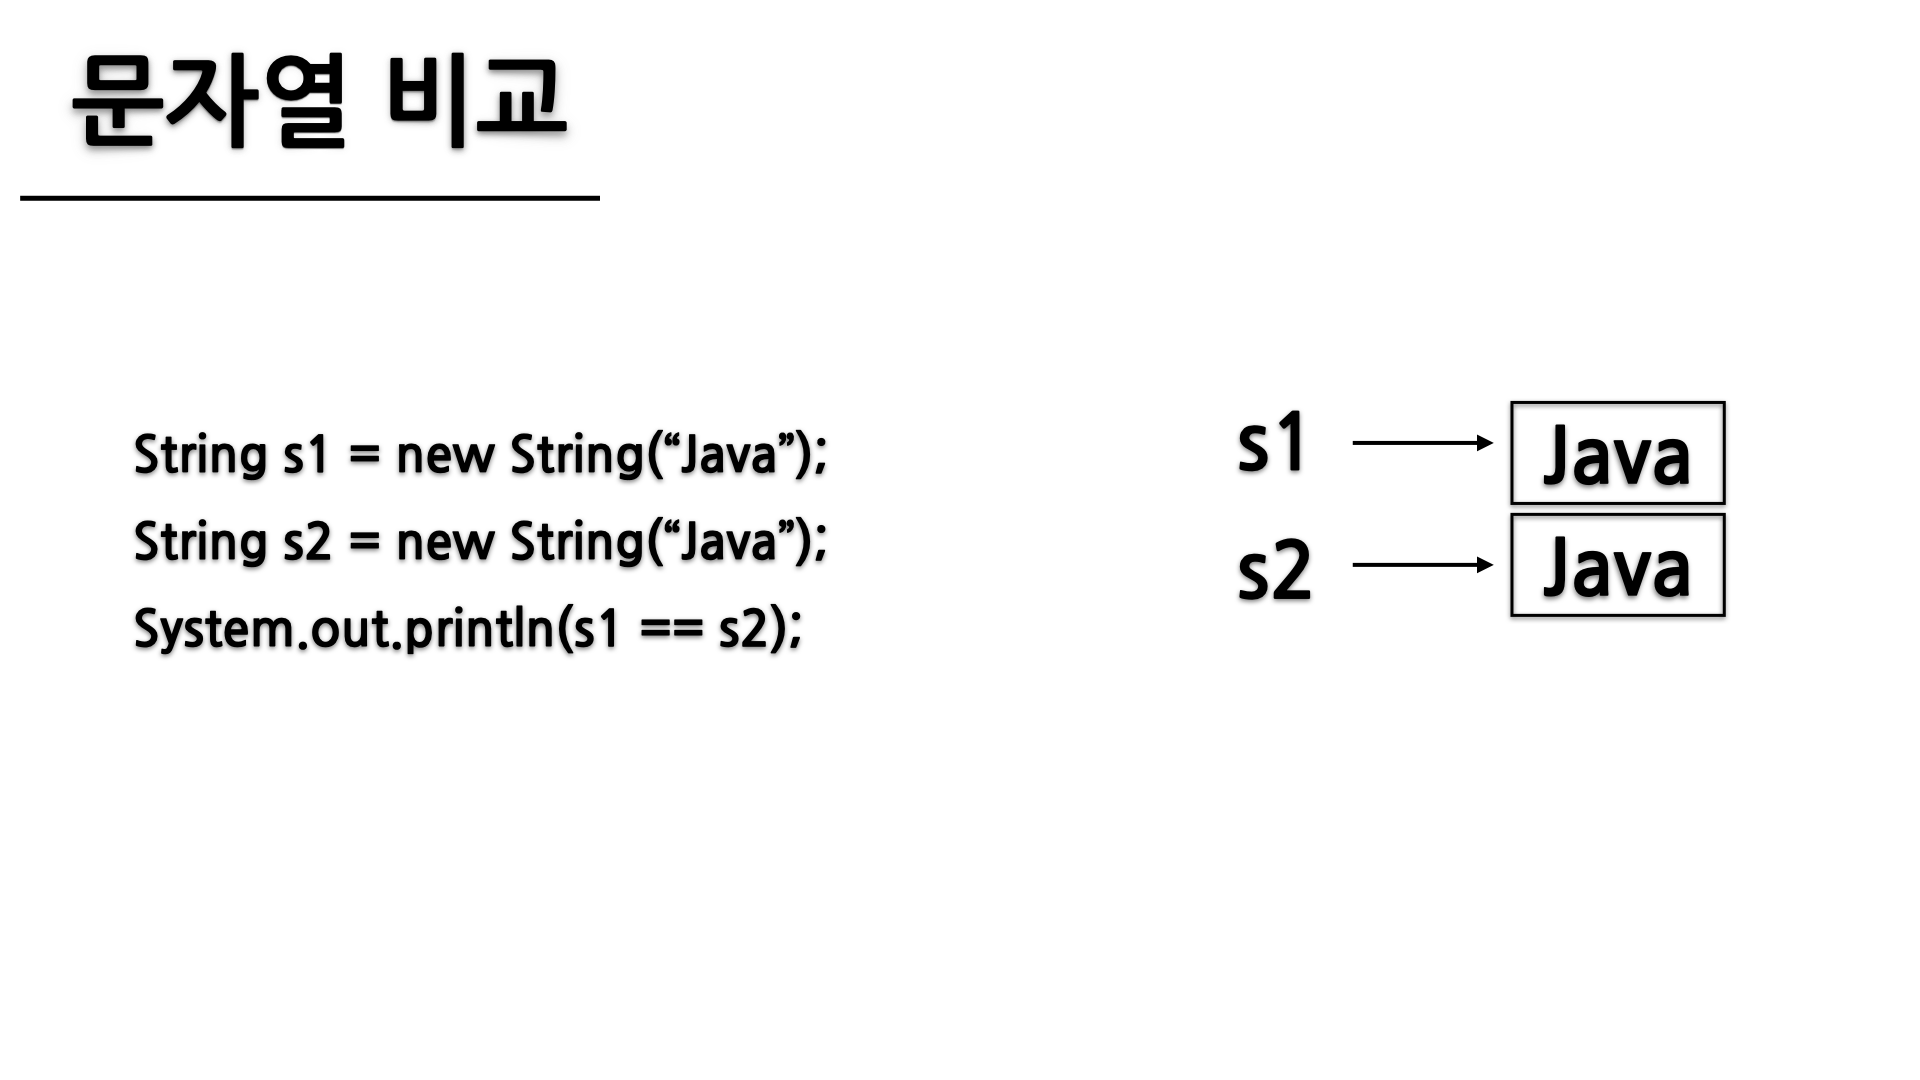 문자열 비교
String s1 = new String(“Java”);
String s2 = new String(“Java”);
System.out.println(s1 == s2);
s1
Java
s2
Java